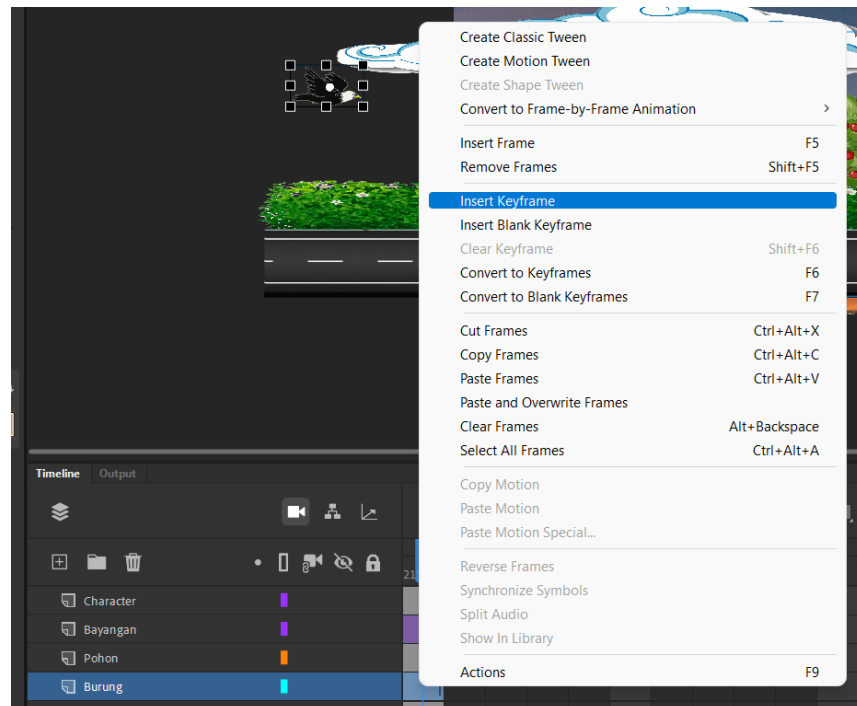 Create Classic Tween
Create Motion Tween
Create Shape Tween
Convert to Frame-by-Frame Animation >
Insert Frame F5
Remove Frames Shift+F5
Insert Keyframe
Insert Blank Keyframe
Clear Keyframe Shift+F6
Convert to Keyframes F6
Convert to Blank Keyframes F7
Cut Frames Ctrl+Alt+X
Copy Frames Ctrl+Alt+C
Paste Frames Ctrl+Alt+V
Paste and Overwrite Frames
Clear Frames Alt+Backspace
Select All Frames Ctrl+Alt+A
Copy Motion
Paste Motion
Paste Motion Special...
Reverse Frames
Synchronize Symbols
Split Audio
Show In Library
Actions F9
Timeline Output
Character
Bayangan
Pohon
Burung